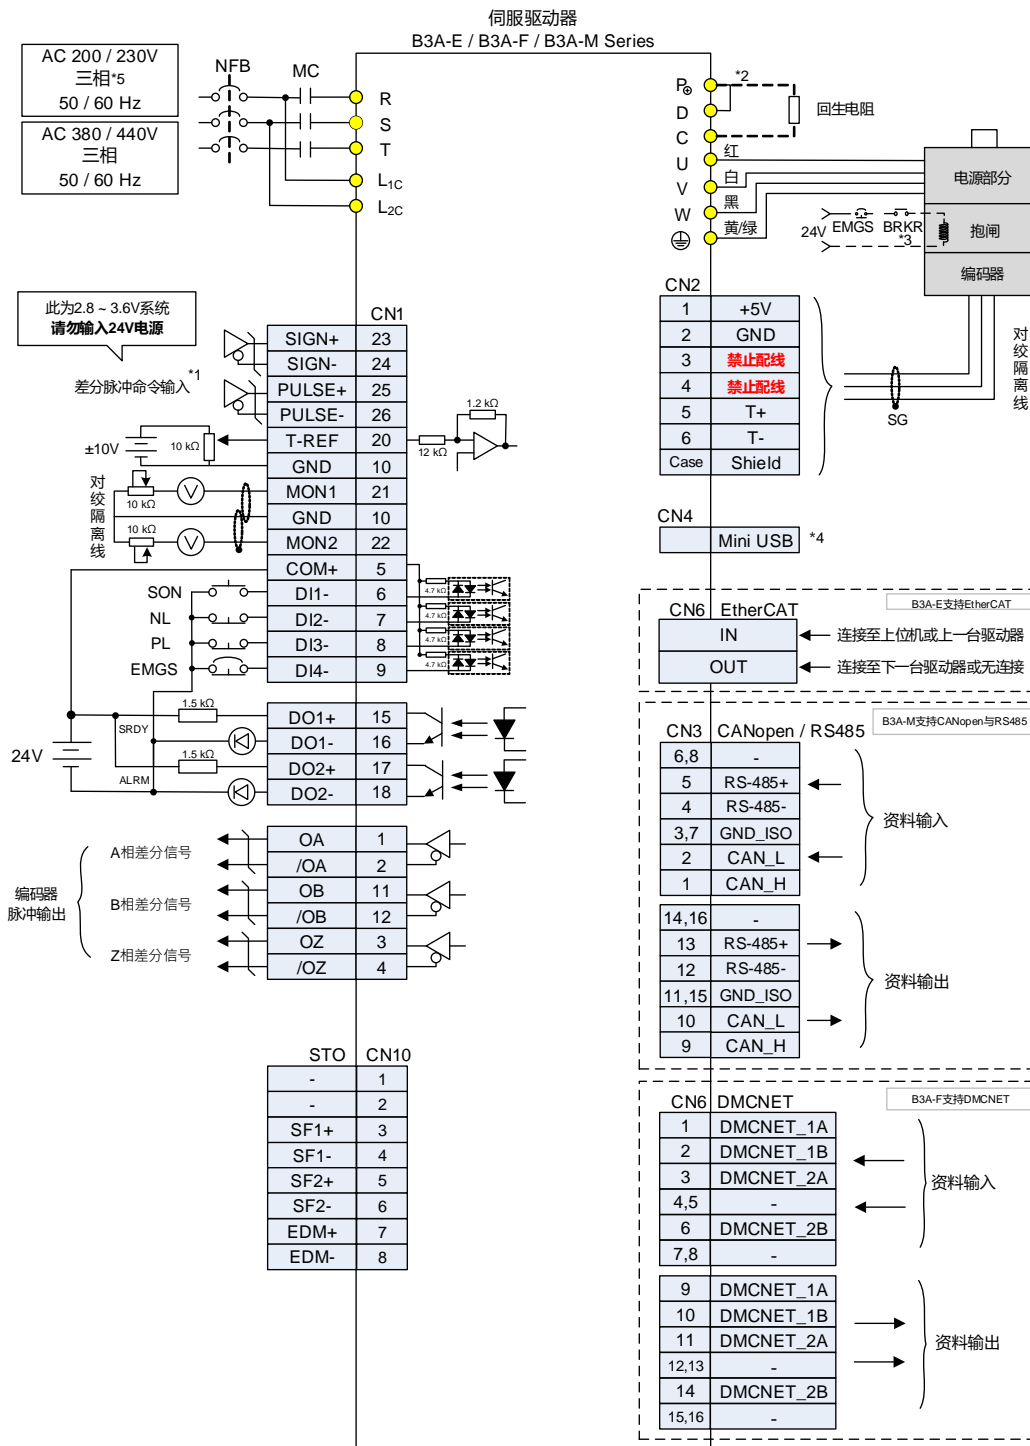 伺服驱动器
B3A-E / B3A-F / B3A-M Series
AC 200 / 230V
三相*5
50 / 60 Hz
AC 380 / 440V
三相
50 / 60 Hz
NFB
MC
R
S
T
L1C
L2C
P⊕
D
C
U
V
W
*2
回生电阻
红
白
黑
黄/绿
电源部分
抱闸
编码器
24V
EMGS
BRKR
*3
对绞隔离线
SG
CN2
1 +5V
2 GND
3 禁止配线
4 禁止配线
5 T+
6 T-
Case Shield
CN4
Mini USB *4
此为2.8 ~ 3.6V系统
请勿输入24V电源
差分脉冲命令输入*1
CN1
SIGN+ 23
SIGN- 24
PULSE+ 25
PULSE- 26
T-REF 20
GND 10
MON1 21
GND 10
MON2 22
COM+ 5
DI1- 6
DI2- 7
DI3- 8
DI4- 9
±10V
10 kΩ
对绞隔离线
10 kΩ
V
10 kΩ
V
12 kΩ
1.2 kΩ
4.7 kΩ
4.7 kΩ
4.7 kΩ
4.7 kΩ
SON
NL
PL
EMGS
24V
1.5 kΩ
SRDY
1.5 kΩ
ALRM
DO1+ 15
DO1- 16
DO2+ 17
DO2- 18
编码器
脉冲输出
A相差分信号
B相差分信号
Z相差分信号
OA 1
/OA 2
OB 11
/OB 12
OZ 3
/OZ 4
STO CN10
- 1
- 2
SF1+ 3
SF1- 4
SF2+ 5
SF2- 6
EDM+ 7
EDM- 8
B3A-E支持EtherCAT
CN6 EtherCAT
IN
连接至上位机或上一台驱动器
OUT
连接至下一台驱动器或无连接
B3A-M支持CANopen与RS485
CN3 CANopen / RS485
6,8 -
5 RS-485+
4 RS-485-
3,7 GND_ISO
2 CAN_L
1 CAN_H
资料输入
14,16 -
13 RS-485+
12 RS-485-
11,15 GND_ISO
10 CAN_L
9 CAN_H
资料输出
B3A-F支持DMCNET
CN6 DMCNET
1 DMCNET_1A
2 DMCNET_1B
3 DMCNET_2A
4,5 -
6 DMCNET_2B
7,8 -
资料输入
9 DMCNET_1A
10 DMCNET_1B
11 DMCNET_2A
12,13 -
14 DMCNET_2B
15,16 -
资料输出